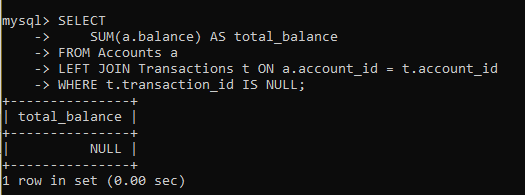 mysql> SELECT
    ->     SUM(a.balance) AS total_balance
    -> FROM Accounts a
    -> LEFT JOIN Transactions t ON a.account_id = t.account_id
    -> WHERE t.transaction_id IS NULL;
+---------------+
| total_balance |
+---------------+
|          NULL |
+---------------+
1 row in set (0.00 sec)